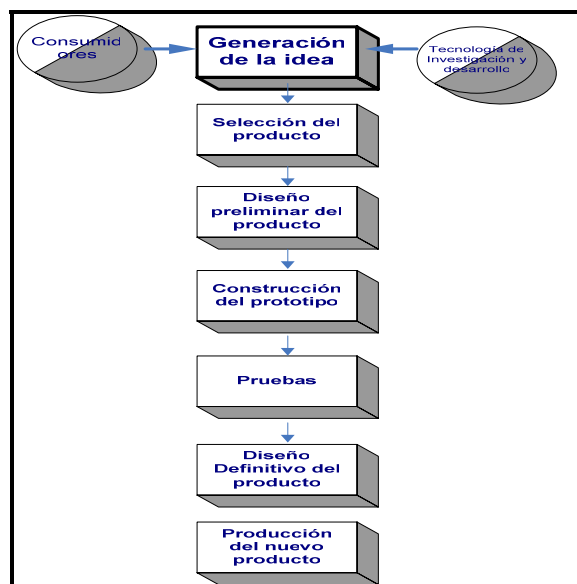 Consumid
ores
Generación
de la idea
Tecnología de
Investigación y
desarrollo
Selección del
producto
Diseño
preliminar del
producto
Construcción
del prototipo
Pruebas
Diseño
Definitivo del
producto
Producción
del nuevo
producto